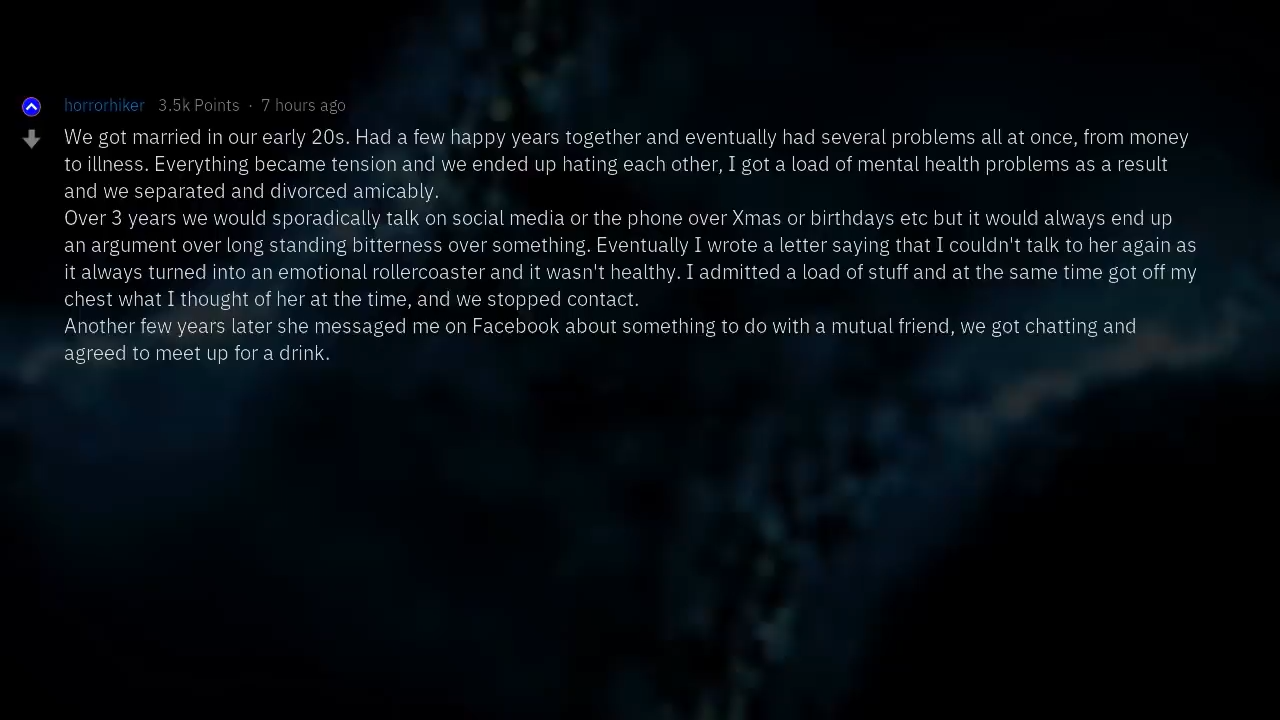 horrorhiker 3.5k Points · 7 hours ago
We got married in our early 20s. Had a few happy years together and eventually had several problems all at once, from money
to illness. Everything became tension and we ended up hating each other, I got a load of mental health problems as a result
and we separated and divorced amicably.
Over 3 years we would sporadically talk on social media or the phone over Xmas or birthdays etc but it would always end up
an argument over long standing bitterness over something. Eventually I wrote a letter saying that I couldn't talk to her again as
it always turned into an emotional rollercoaster and it wasn't healthy. I admitted a load of stuff and at the same time got off my
chest what I thought of her at the time, and we stopped contact.
Another few years later she messaged me on Facebook about something to do with a mutual friend, we got chatting and
agreed to meet up for a drink.